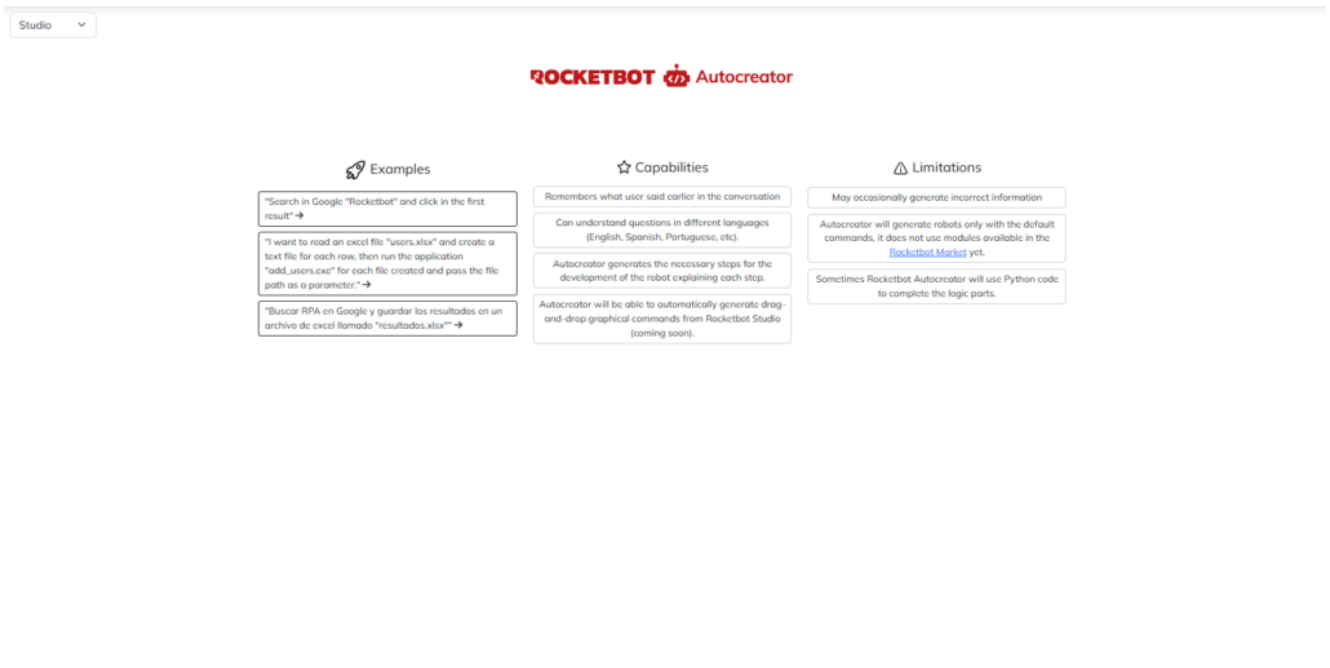 Studio
ROCKETBOT Autocreator
Examples
"Search in Google "Rocketbot" and click in the first
result" →
"I want to read an excel file "users.xlsx" and create a
text file for each row, then run the application
"add_users.exe" for each file created and pass the file
path as a parameter." →
"Buscar RPA en Google y guardar los resultados en un
archivo de excel llamado "resultados.xlsx"" →
Capabilities
Remembers what user said earlier in the conversation
Can understand questions in different languages
(English, Spanish, Portuguese, etc).
Autocreator generates the necessary steps for the
development of the robot explaining each step.
Autocreator will be able to automatically generate drag-
and-drop graphical commands from Rocketbot Studio
(coming soon).
Limitations
May occasionally generate incorrect information
Autocreator will generate robots only with the default
commands, it does not use modules available in the
Rocketbot Market yet.
Sometimes Rocketbot Autocreator will use Python code
to complete the logic parts.